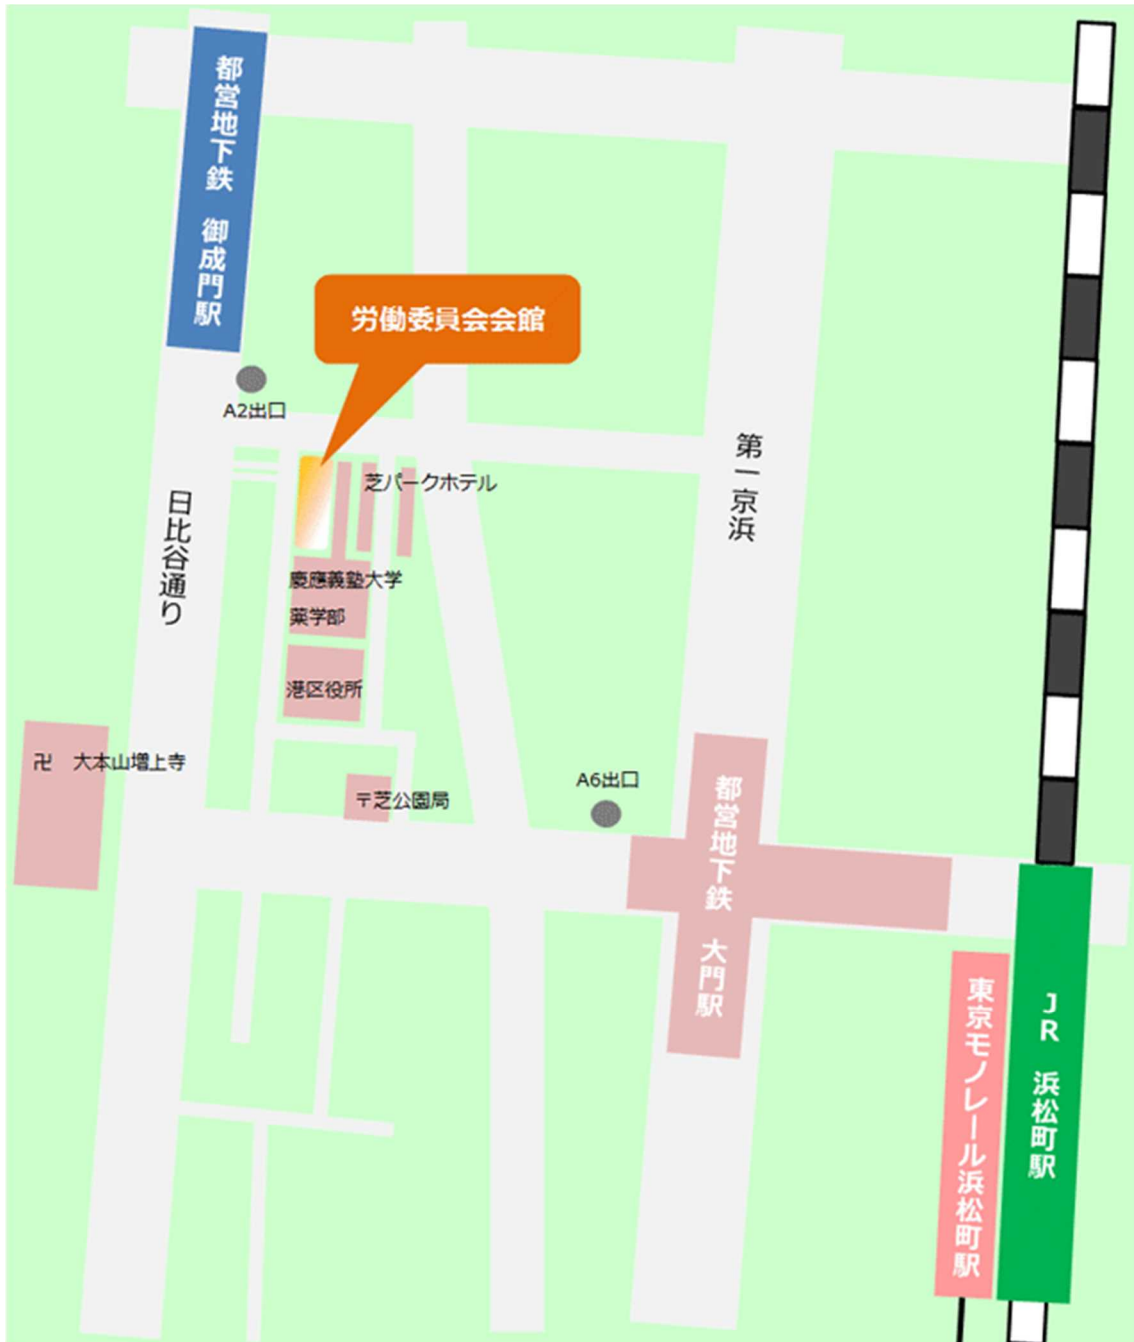 都営地下鉄　御成門駅
労働委員会会館
A2出口
第一京浜
芝パークホテル
日比谷通り
慶應義塾大学
薬学部
港区役所
卍　大本山増上寺
〒芝公園局
A6出口
都営地下鉄　大門駅
東京モノレール浜松町駅
JR　浜松町駅